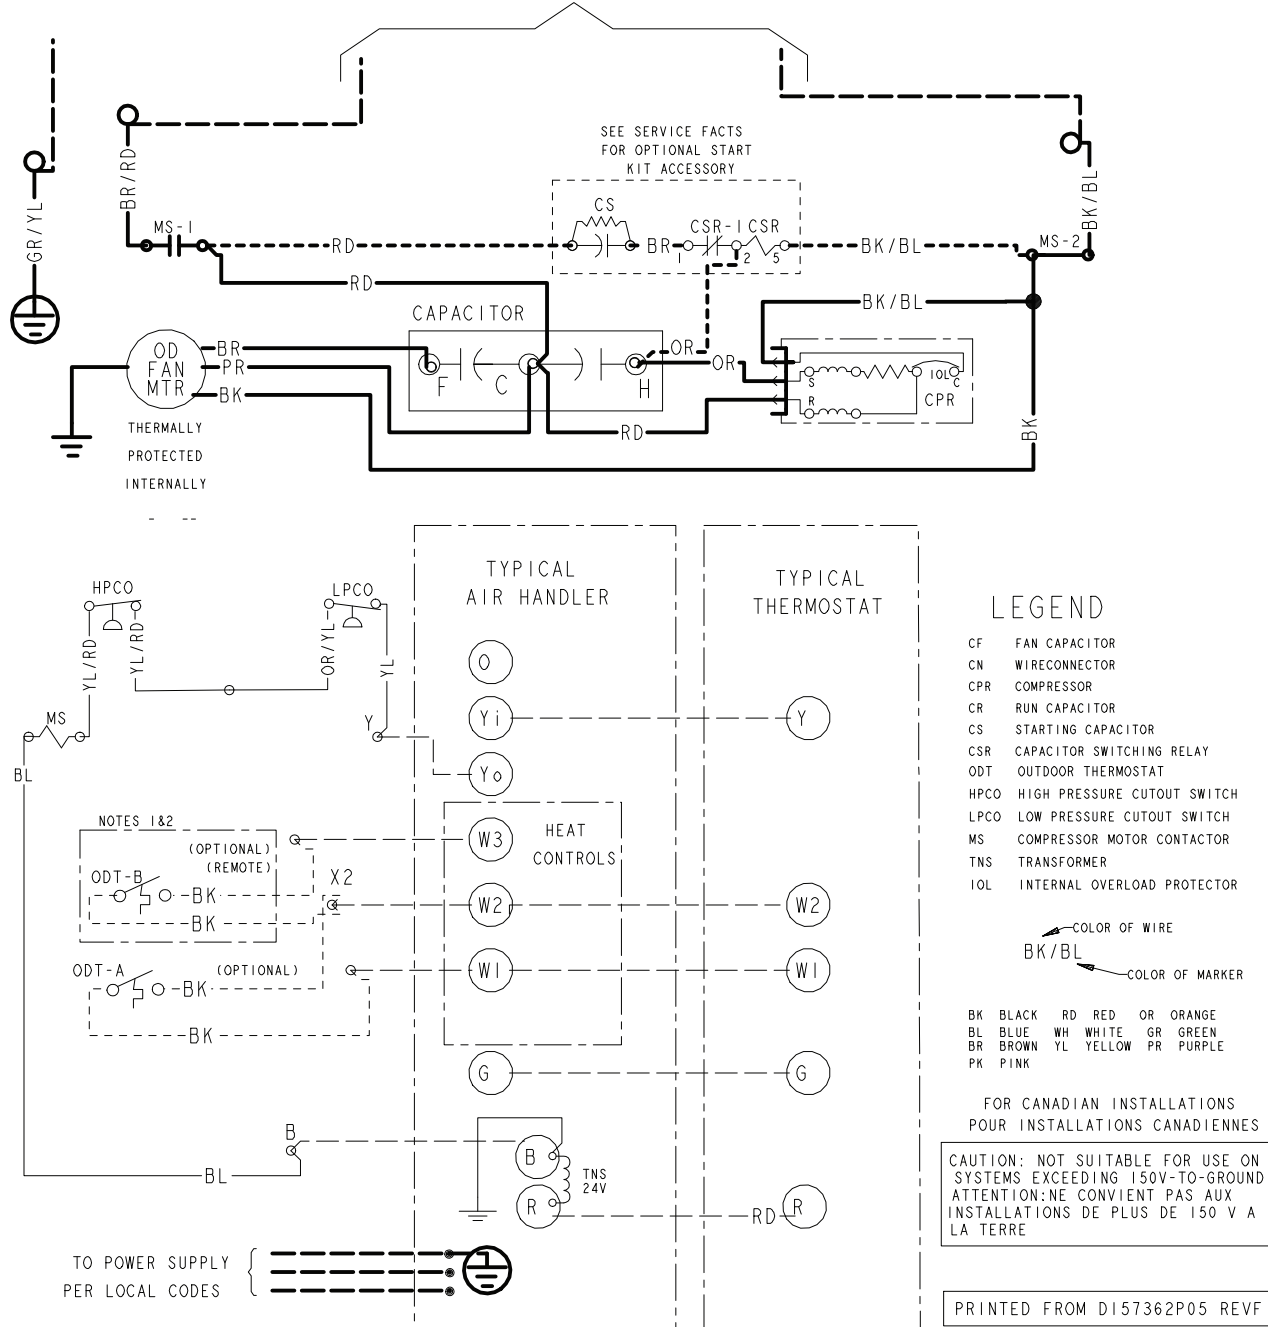 SEE SERVICE FACTS
FOR OPTIONAL START
KIT ACCESSORY
BR/RD
GR/YL
MS-1
RD
CS
BR
CSR-1 CSR
1
2
5
BK/BL
MS-2
BK/BL
RD
BK/BL
CAPACITOR
F
C
H
OR
OR
OD
FAN
MTR
BR
PR
BK
THERMALLY
PROTECTED
INTERNALLY
RD
S
R
IOL
C
CPR
BK
HPCO
LPCO
YL/RD
YL/RD
OR/YL
YL
MS
Y
BL
TYPICAL
AIR HANDLER
O
Yi
Yo
W3
W2
W1
G
HEAT
CONTROLS
TYPICAL
THERMOSTAT
Y
W2
W1
G
R
NOTES 1&2
(OPTIONAL)
(REMOTE)
ODT-B
BK
BK
X2
ODT-A
(OPTIONAL)
BK
BK
B
BL
B
R
TNS
24V
RD
TO POWER SUPPLY
PER LOCAL CODES
LEGEND
CF FAN CAPACITOR
CN WIRECONNECTOR
CPR COMPRESSOR
CR RUN CAPACITOR
CS STARTING CAPACITOR
CSR CAPACITOR SWITCHING RELAY
ODT OUTDOOR THERMOSTAT
HPCO HIGH PRESSURE CUTOUT SWITCH
LPCO LOW PRESSURE CUTOUT SWITCH
MS COMPRESSOR MOTOR CONTACTOR
TNS TRANSFORMER
IOL INTERNAL OVERLOAD PROTECTOR
COLOR OF WIRE
BK/BL
COLOR OF MARKER
BK BLACK RD RED OR ORANGE
BL BLUE WH WHITE GR GREEN
BR BROWN YL YELLOW PR PURPLE
PK PINK
FOR CANADIAN INSTALLATIONS
POUR INSTALLATIONS CANADIENNES
CAUTION: NOT SUITABLE FOR USE ON
SYSTEMS EXCEEDING 150V-TO-GROUND
ATTENTION:NE CONVIENT PAS AUX
INSTALLATIONS DE PLUS DE 150 V A
LA TERRE
PRINTED FROM D157362P05 REVF